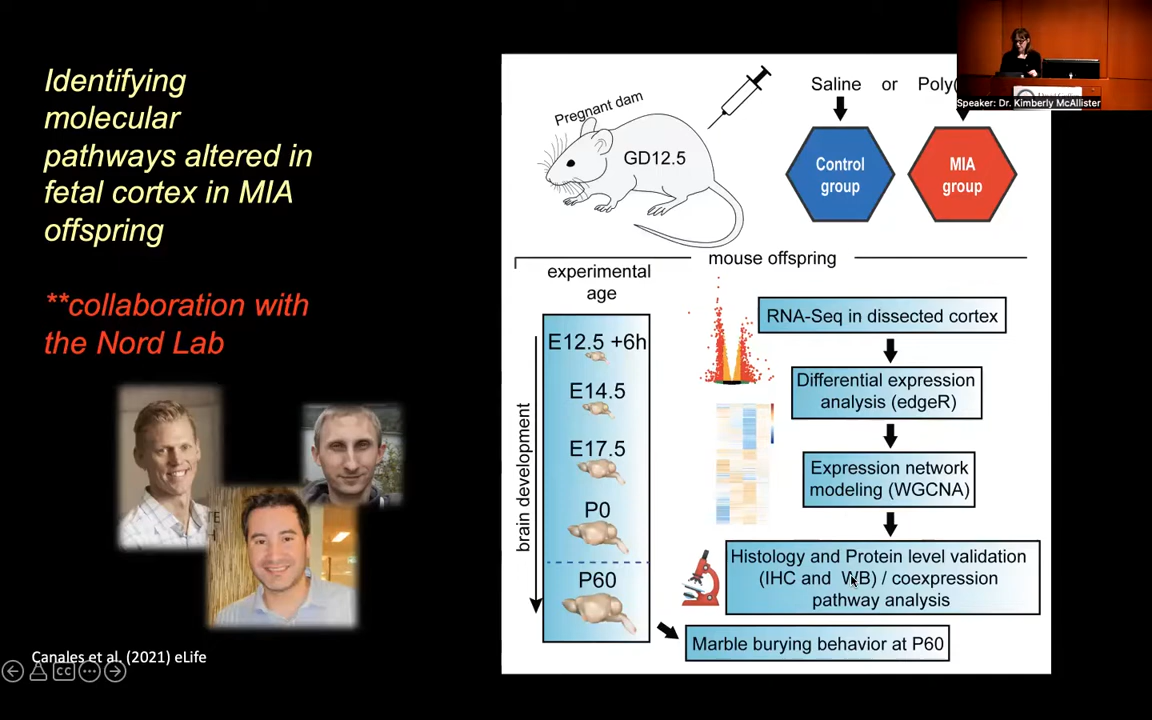 Identifying
molecular
pathways altered in
fetal cortex in MIA
offspring
**collaboration with
the Nord Lab
Canales et al. (2021) eLife
Pregnant dam
GD12.5
Saline or Poly(
Speaker: Dr. Kimberly McAllister
Control
group
MIA
group
mouse offspring
experimental
age
brain development
E12.5 +6h
E14.5
E17.5
P0
P60
RNA-Seq in dissected cortex
Differential expression
analysis (edgeR)
Expression network
modeling (WGCNA)
Histology and Protein level validation
(IHC and WB) / coexpression
pathway analysis
Marble burying behavior at P60